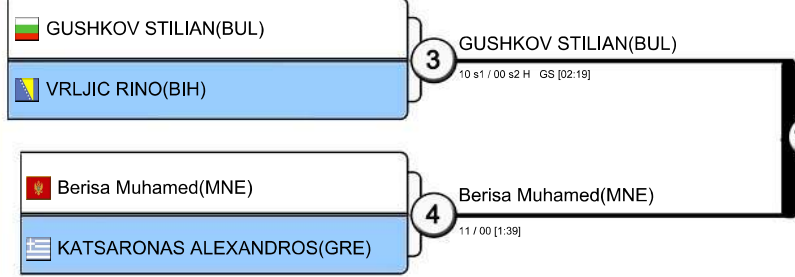 GUSHKOV STILIAN(BUL)
VRLJIC RINO(BIH)
3
GUSHKOV STILIAN(BUL)
10 s1 / 00 s2 H GS [02:19]
Berisa Muhamed(MNE)
KATSARONAS ALEXANDROS(GRE)
4
Berisa Muhamed(MNE)
11 / 00 [1:39]